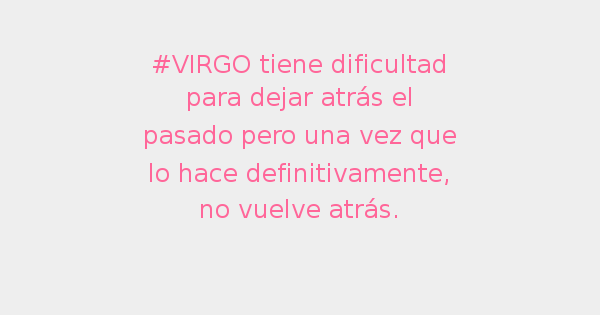 #VIRGO tiene dificultad
para dejar atrás el
pasado pero una vez que
lo hace definitivamente,
no vuelve atrás.